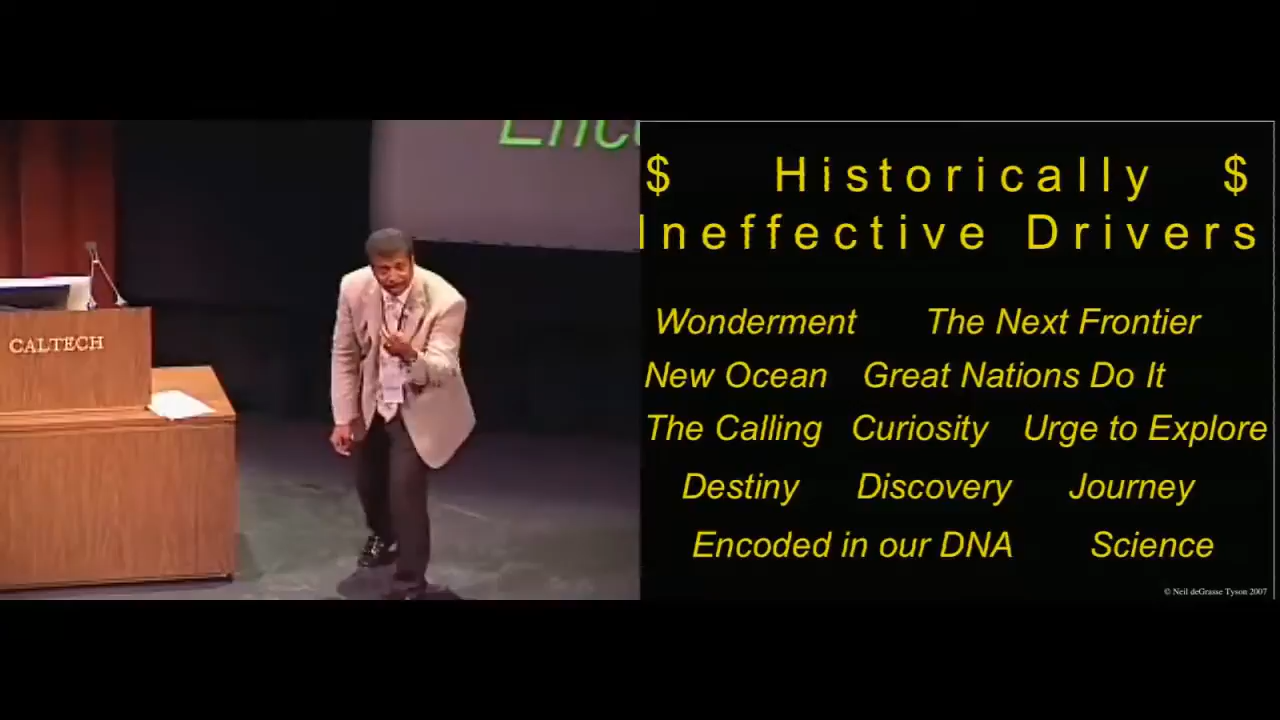 Enco
CALTECH
$ Historically $
Ineffective Drivers
Wonderment The Next Frontier
New Ocean Great Nations Do It
The Calling Curiosity Urge to Explore
Destiny Discovery Journey
Encoded in our DNA Science
© Neil deGrasse Tyson 2007